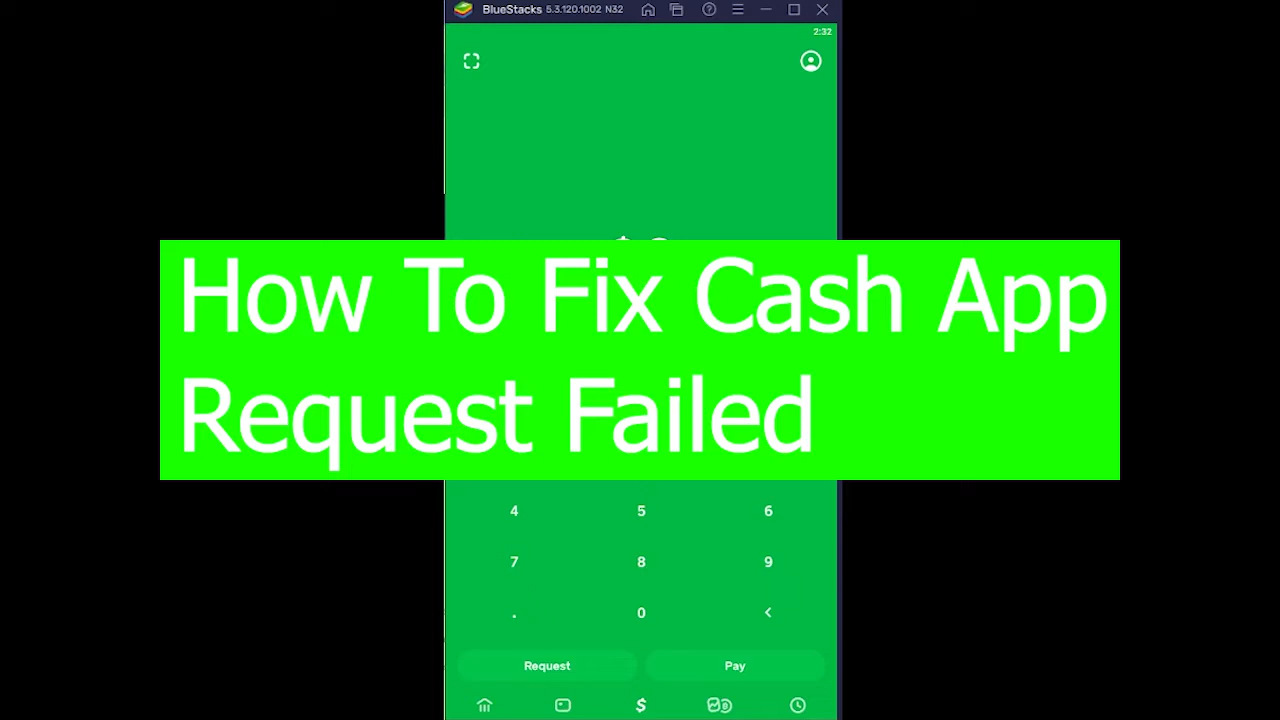 BlueStacks 5.3.120.1002 N32
2:32
How To Fix Cash App
Request Failed
4 5 6
7 8 9
. 0 <
Request Pay
$